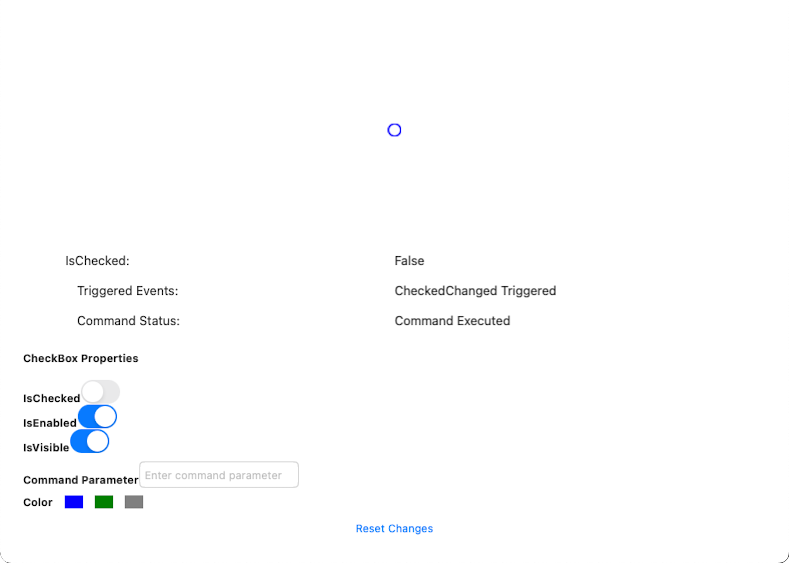 IsChecked: False
Triggered Events: CheckedChanged Triggered
Command Status: Command Executed
CheckBox Properties
IsChecked
IsEnabled
IsVisible
Command Parameter Enter command parameter
Color
Reset Changes